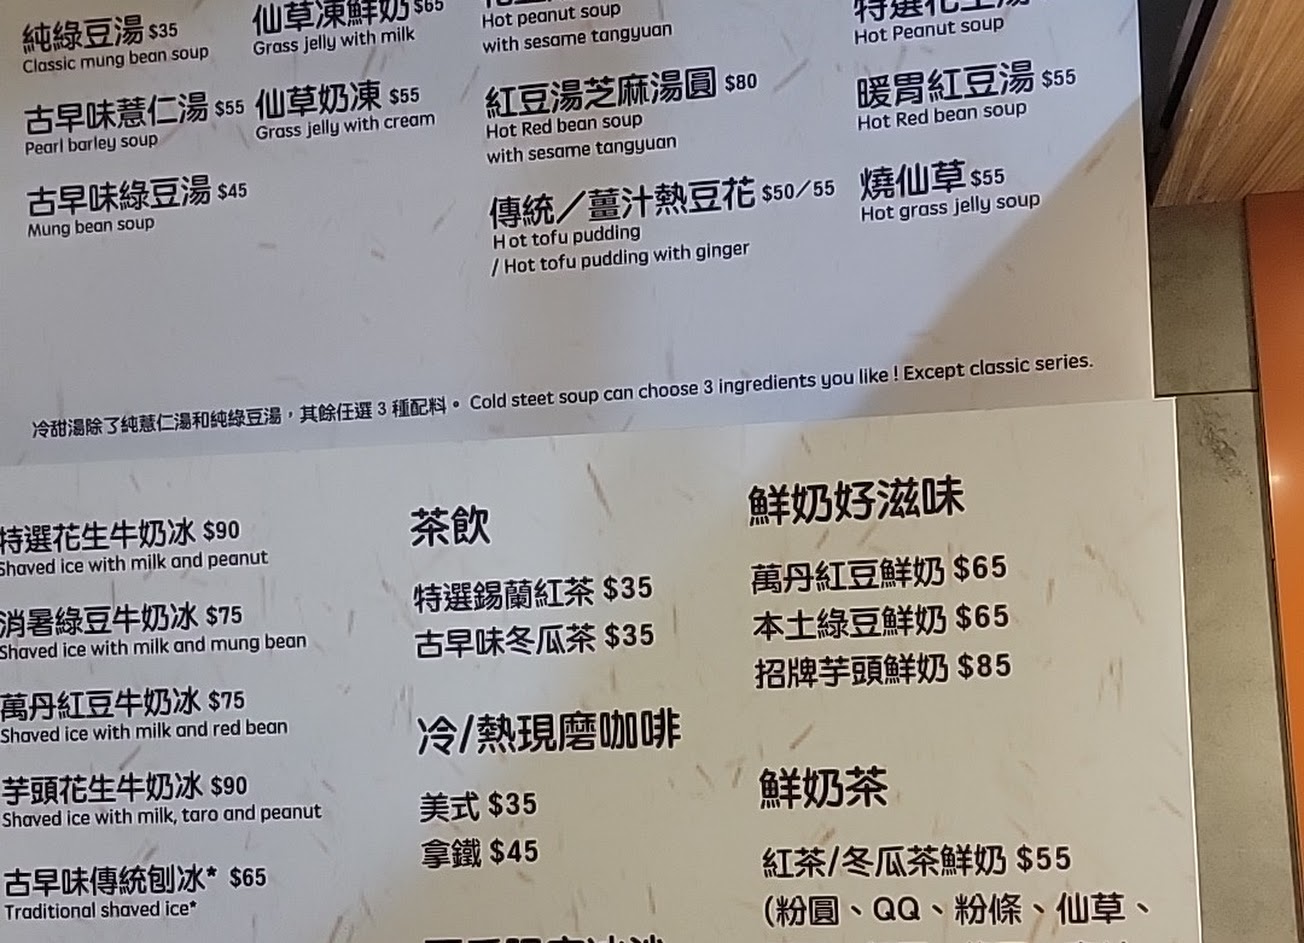 純綠豆湯 $35
Classic mung bean soup
古早味薏仁湯 $55
Pearl barley soup
古早味綠豆湯 $45
Mung bean soup
仙草凍鮮奶 $65
Grass jelly with milk
仙草奶凍 $55
Grass jelly with cream
Hot peanut soup
with sesame tangyuan
紅豆湯芝麻湯圓 $80
Hot Red bean soup
with sesame tangyuan
傳統／薑汁熱豆花 $50／55
Hot tofu pudding
/ Hot tofu pudding with ginger
特選花生湯
Hot Peanut soup
暖胃紅豆湯 $55
Hot Red bean soup
燒仙草 $55
Hot grass jelly soup
冷甜湯除了純薏仁湯和純綠豆湯，其餘任選 3 種配料。 Cold steet soup can choose 3 ingredients you like ! Except classic series.
特選花生牛奶冰 $90
Shaved ice with milk and peanut
消暑綠豆牛奶冰 $75
Shaved ice with milk and mung bean
萬丹紅豆牛奶冰 $75
Shaved ice with milk and red bean
芋頭花生牛奶冰 $90
Shaved ice with milk, taro and peanut
古早味傳統刨冰* $65
Traditional shaved ice*
茶飲
特選錫蘭紅茶 $35
古早味冬瓜茶 $35
冷/熱現磨咖啡
美式 $35
拿鐵 $45
鮮奶好滋味
萬丹紅豆鮮奶 $65
本土綠豆鮮奶 $65
招牌芋頭鮮奶 $85
鮮奶茶
紅茶/冬瓜茶鮮奶 $55
(粉圓、QQ、粉條、仙草、